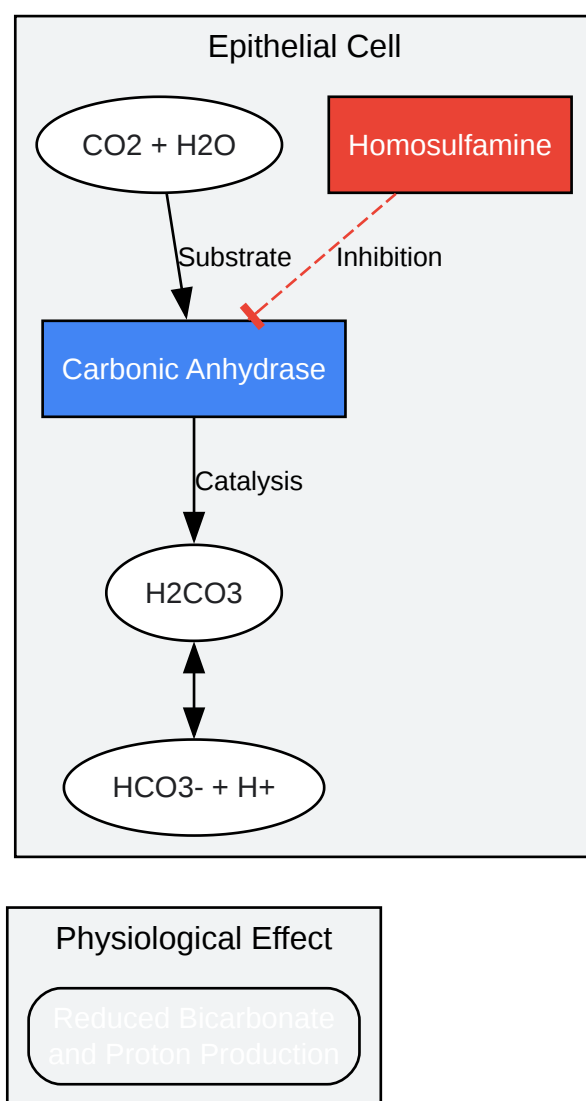 Epithelial Cell
CO2 + H2O
Homosulfamine
Substrate
Inhibition
Carbonic Anhydrase
Catalysis
H2CO3
HCO3- + H+
Physiological Effect
Reduced Bicarbonate
and Proton Production